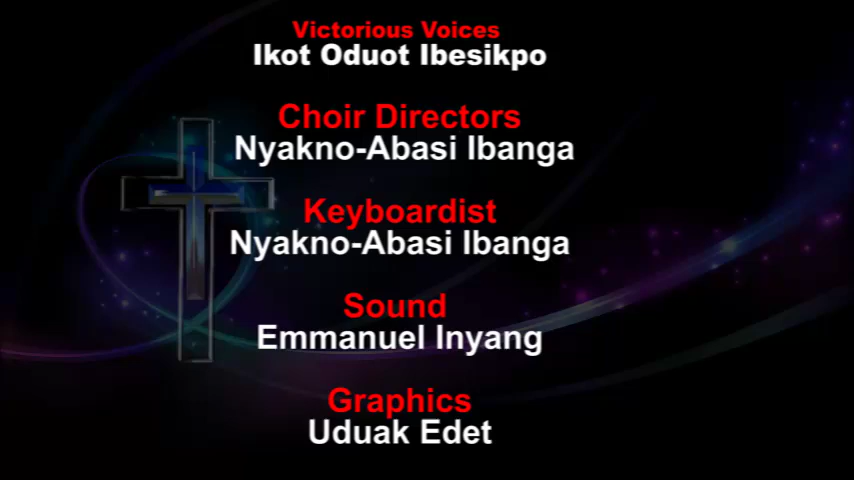 Victorious Voices
Ikot Oduot Ibesikpo
Choir Directors
Nyakno-Abasi Ibanga
Keyboardist
Nyakno-Abasi Ibanga
Sound
Emmanuel Inyang
Graphics
Uduak Edet